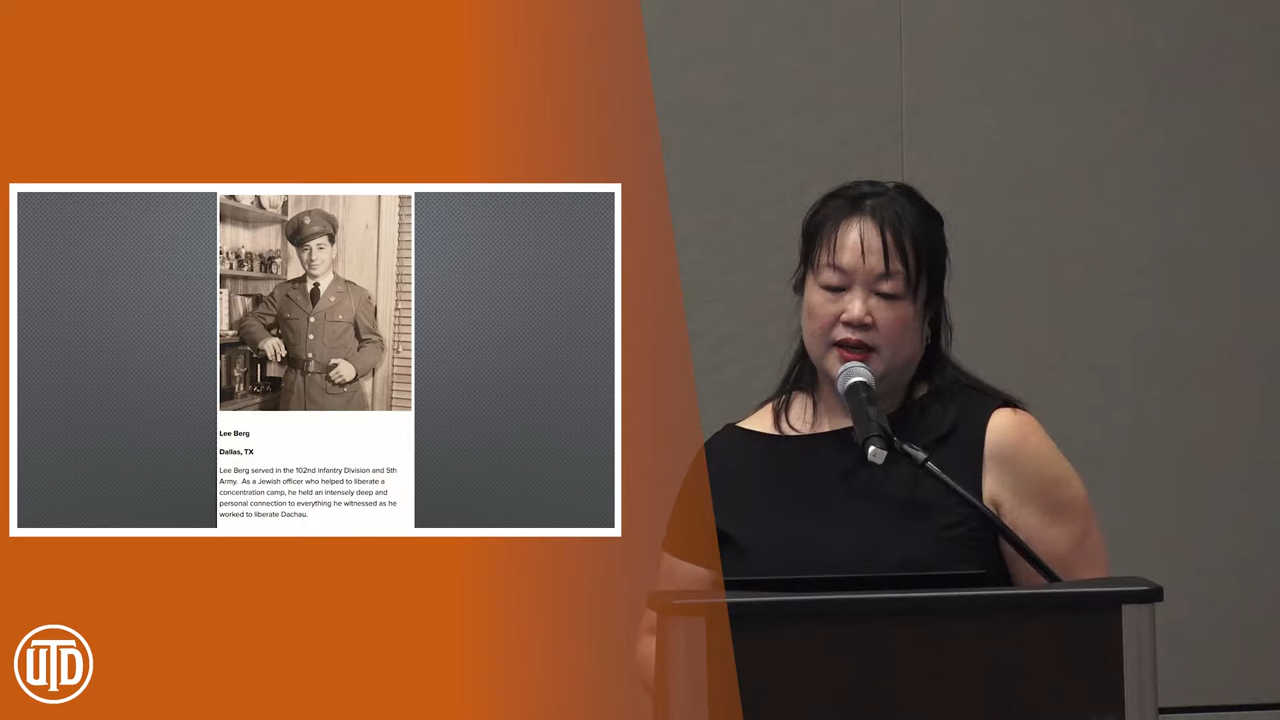 Lee Berg
Dallas, TX
Lee Berg served in the 102nd Infantry Division and 5th
Army. As a Jewish officer who helped to liberate a
concentration camp, he held an intensely deep and
personal connection to everything he witnessed as he
worked to liberate Dachau.
UTD